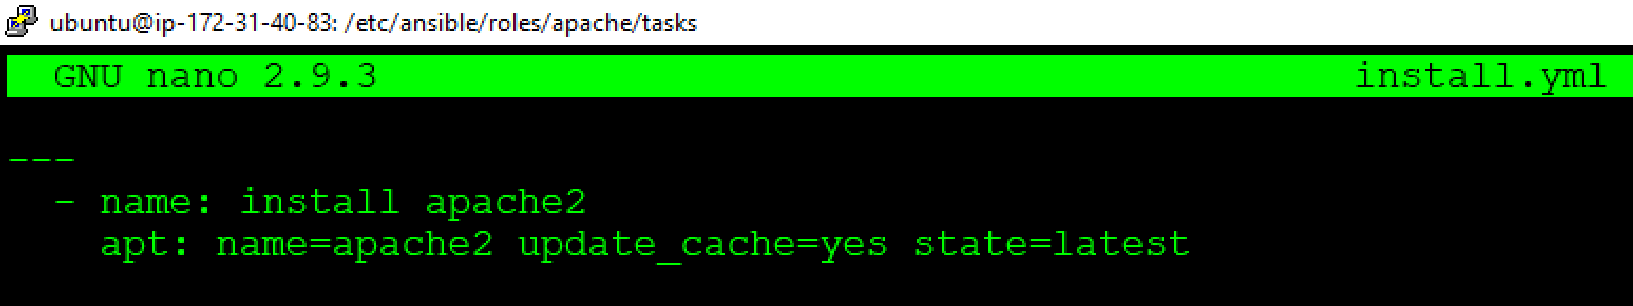 ubuntu@ip-172-31-40-83: /etc/ansible/roles/apache/tasks
GNU nano 2.9.3 install.yml
---
- name: install apache2
apt: name=apache2 update_cache=yes state=latest